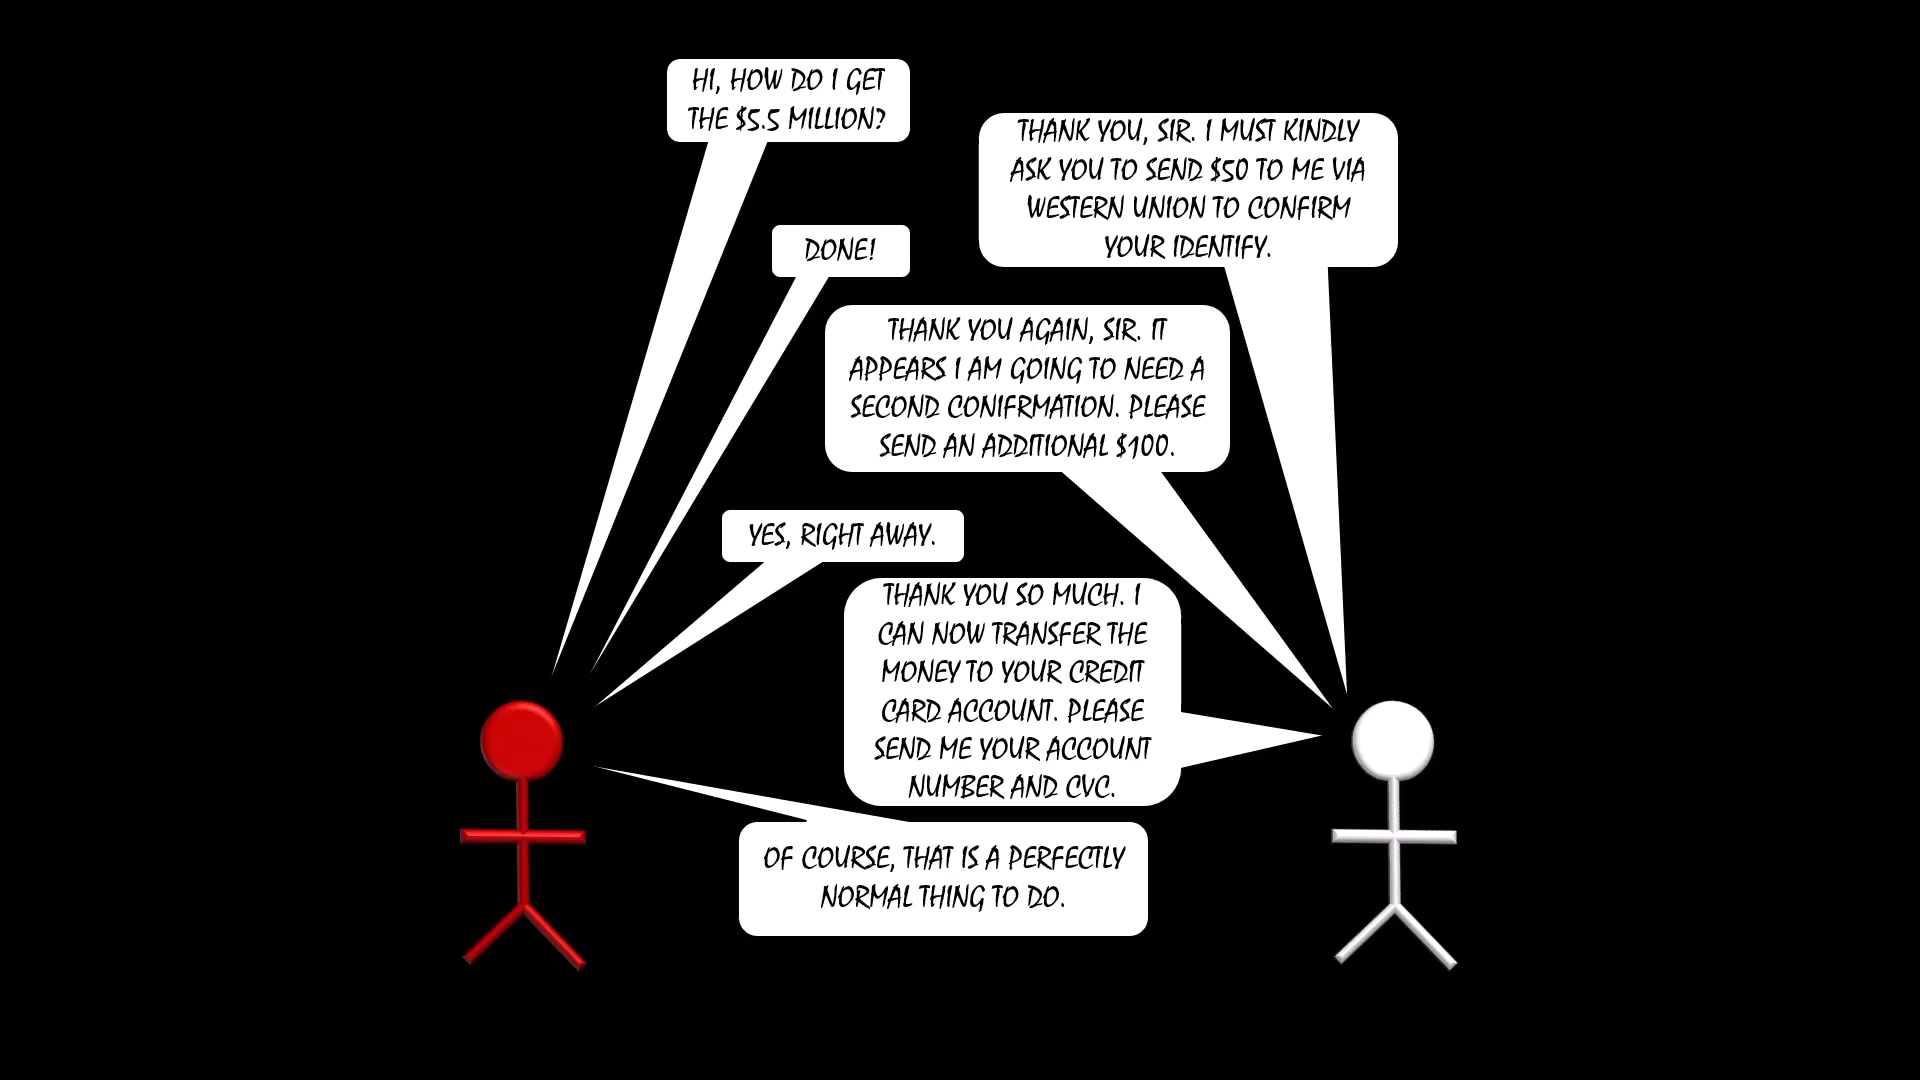 HI, HOW DO I GET
THE $5.5 MILLION?
THANK YOU, SIR. I MUST KINDLY
ASK YOU TO SEND $50 TO ME VIA
WESTERN UNION TO CONFIRM
YOUR IDENTIFY.
DONE!
THANK YOU AGAIN, SIR. IT
APPEARS I AM GOING TO NEED A
SECOND CONIFRMATION. PLEASE
SEND AN ADDITIONAL $100.
YES, RIGHT AWAY.
THANK YOU SO MUCH. I
CAN NOW TRANSFER THE
MONEY TO YOUR CREDIT
CARD ACCOUNT. PLEASE
SEND ME YOUR ACCOUNT
NUMBER AND CVC.
OF COURSE, THAT IS A PERFECTLY
NORMAL THING TO DO.